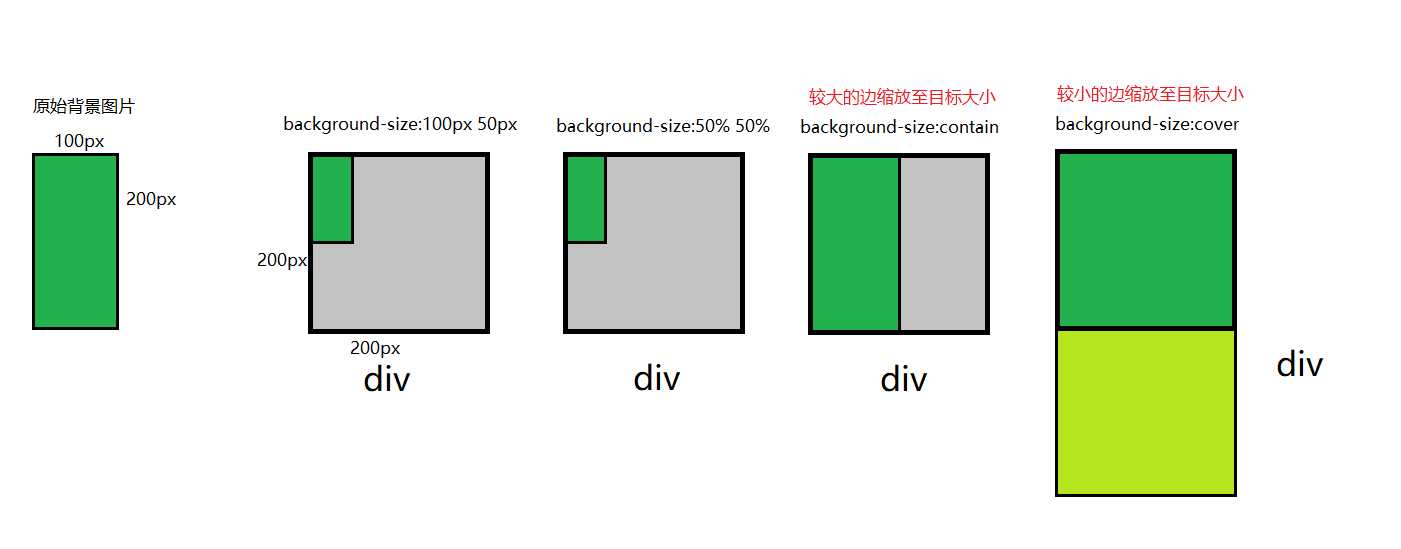 原始背景图片
100px
200px
background-size:100px 50px
200px
200px
div
background-size:50% 50%
div
较大的边缩放至目标大小
background-size:contain
div
较小的边缩放至目标大小
background-size:cover
div